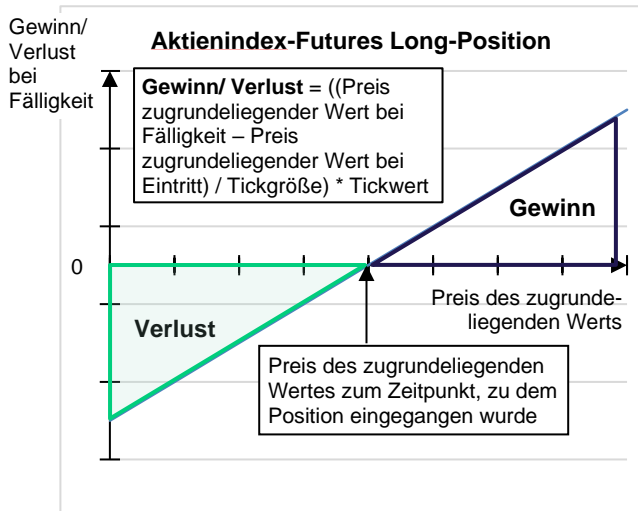 Gewinn/
Verlust
bei
Fälligkeit
Aktienindex-Futures Long-Position
Gewinn/ Verlust = ((Preis
zugrundeliegender Wert bei
Fälligkeit – Preis
zugrundeliegender Wert bei
Eintritt) / Tickgröße) * Tickwert
Gewinn
0
Preis des zugrunde-
liegenden Werts
Verlust
Preis des zugrundeliegenden
Wertes zum Zeitpunkt, zu dem
Position eingegangen wurde